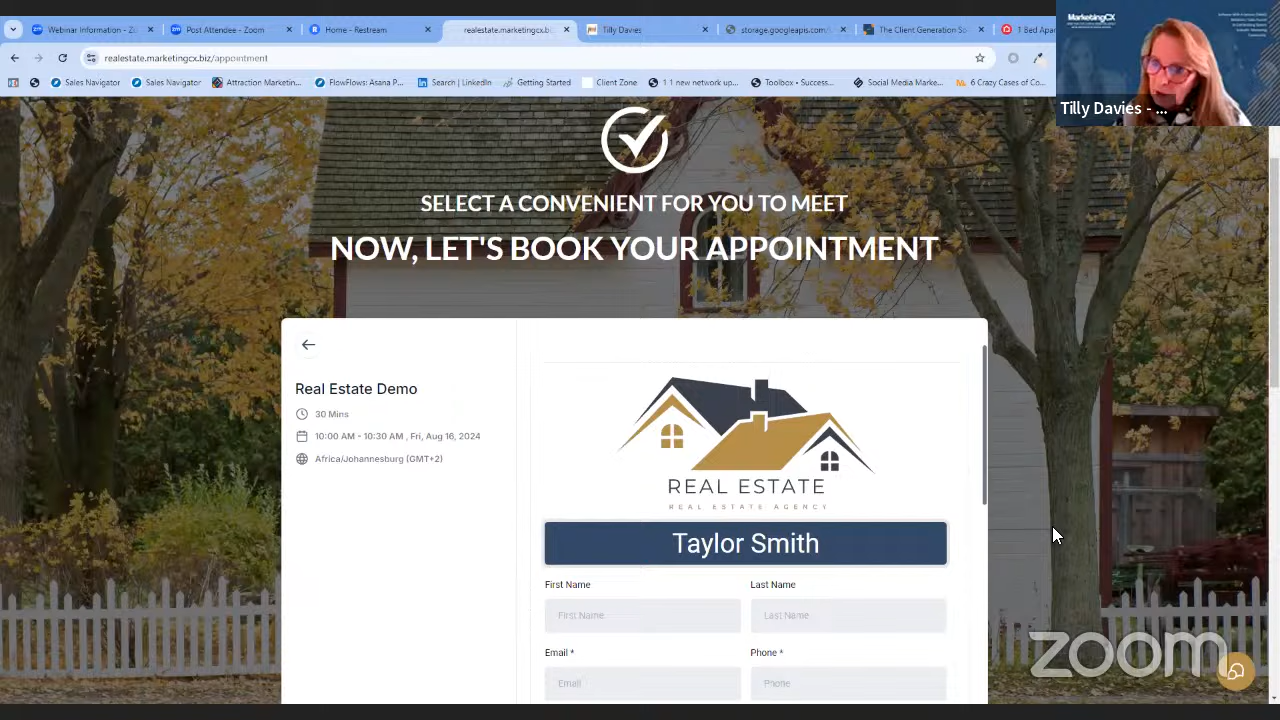 Webinar Information - Z
Post Attendee - Zoom
Home - Restream
realestate.marketingcx.b
Tilly Davies
storage.googleapis.com/
The Client Generation S
1 Bed Apar
realestate.marketingcx.biz/appointment
Sales Navigator
Sales Navigator
Attraction Marketin...
FlowFlows: Asana P...
Search | LinkedIn
Getting Started
Client Zone
1 1 new network up...
Toolbox • Success...
Social Media Marke...
6 Crazy Cases of Co...
MarketingCX
Tilly Davies - ...
SELECT A CONVENIENT FOR YOU TO MEET
NOW, LET'S BOOK YOUR APPOINTMENT
Real Estate Demo
30 Mins
10:00 AM - 10:30 AM , Fri, Aug 16, 2024
Africa/Johannesburg (GMT+2)
REAL ESTATE
REAL ESTATE AGENCY
Taylor Smith
First Name
Last Name
First Name
Last Name
Email *
Phone *
Email
Phone
zoom